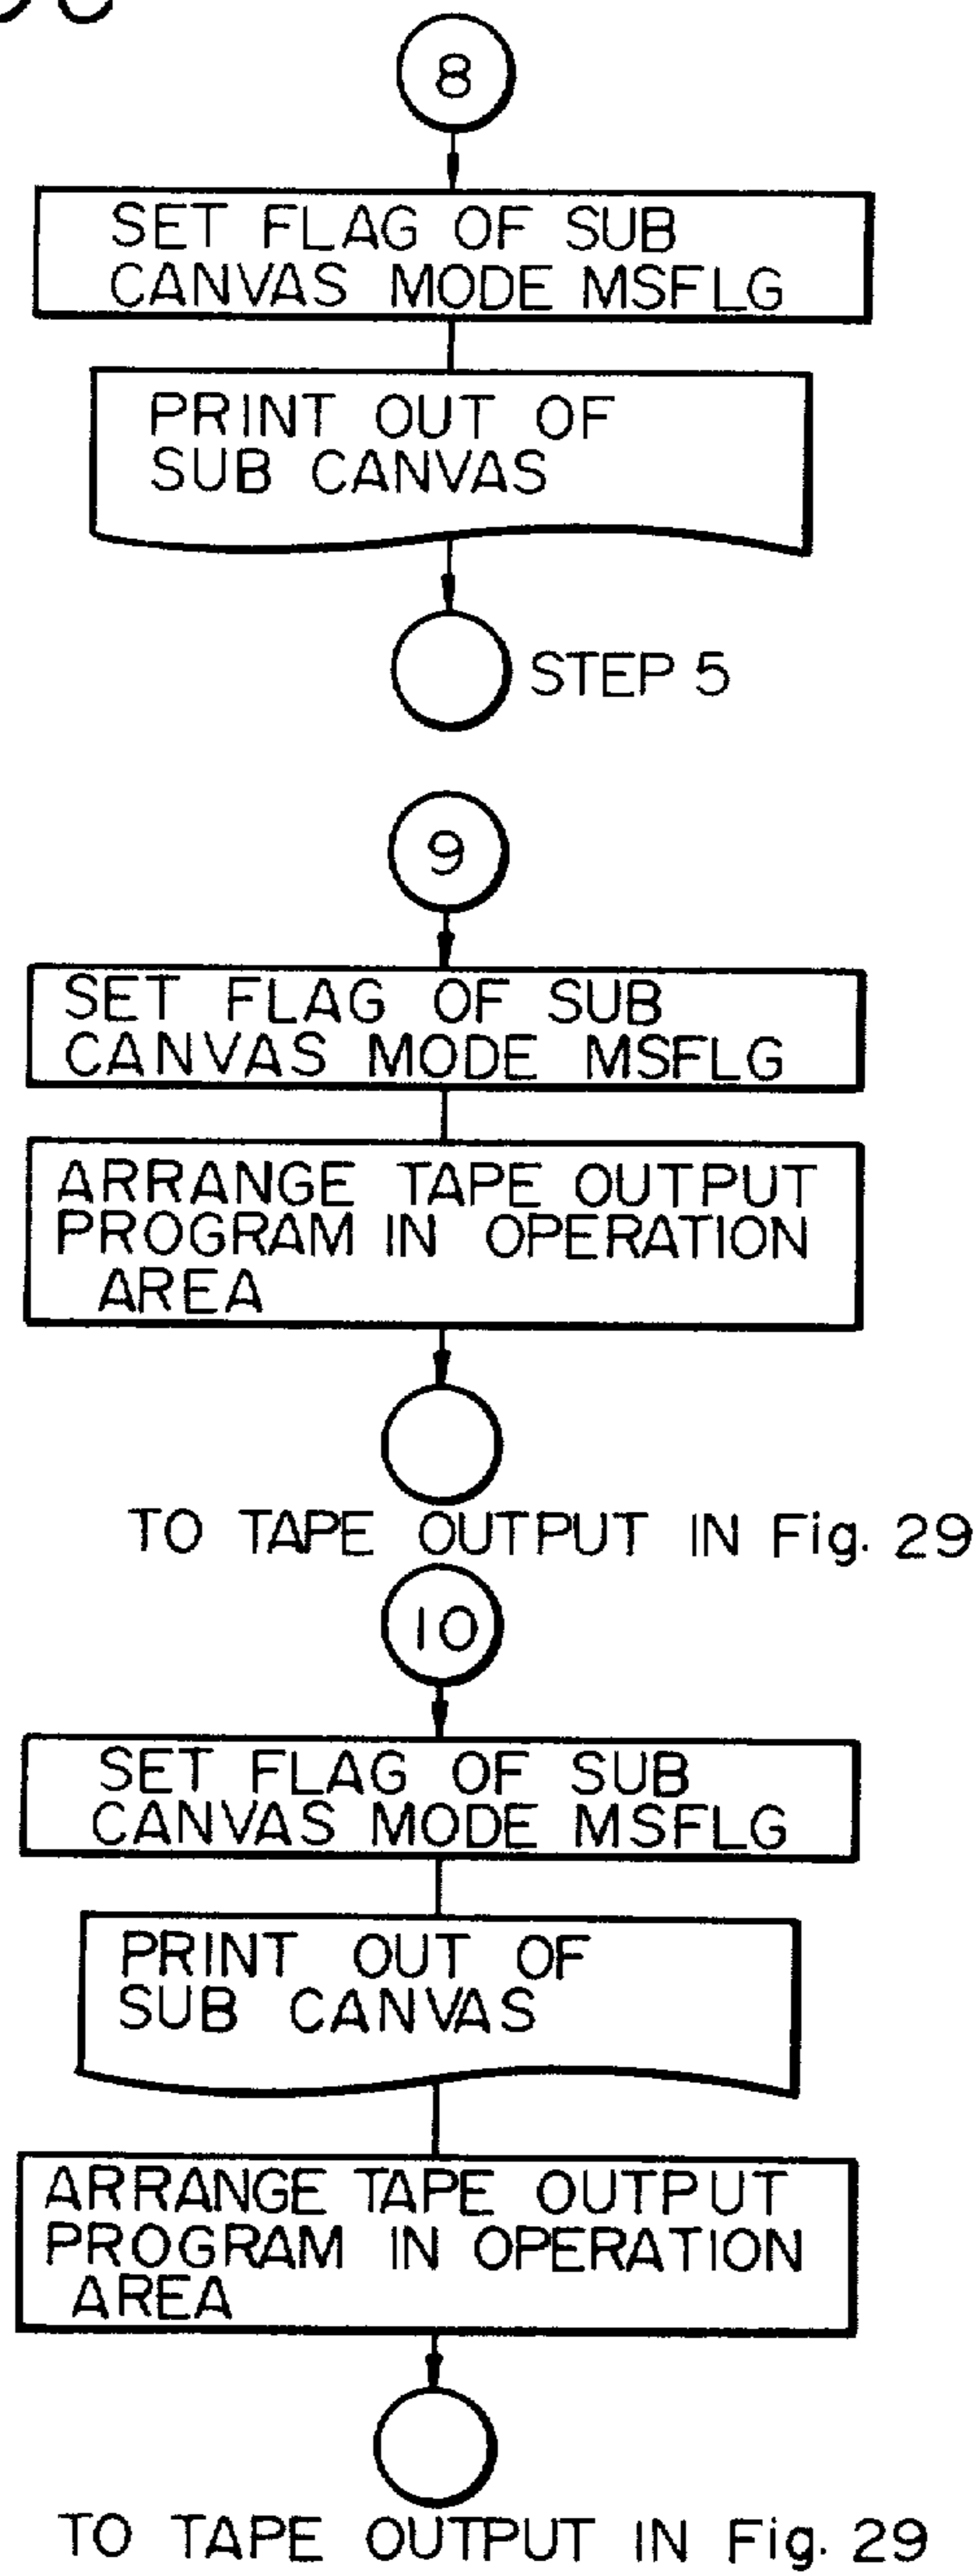 8
SET FLAG OF SUB
CANVAS MODE MSFLG
PRINT OUT OF
SUB CANVAS
STEP 5
9
SET FLAG OF SUB
CANVAS MODE MSFLG
ARRANGE TAPE OUTPUT
PROGRAM IN OPERATION
AREA
TO TAPE OUTPUT IN Fig. 29
10
SET FLAG OF SUB
CANVAS MODE MSFLG
PRINT OUT OF
SUB CANVAS
ARRANGE TAPE OUTPUT
PROGRAM IN OPERATION
AREA
TO TAPE OUTPUT IN Fig. 29